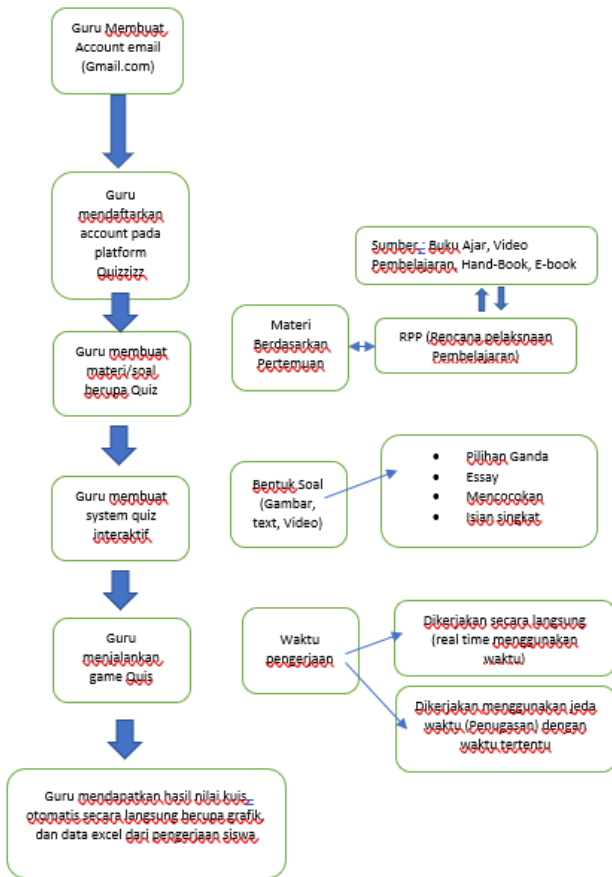 Guru Membuat
Account email
(Gmail.com)
Guru
mendaftarkan
account pada
platform
Quizzizz
Sumber : Buku Ajar, Video
Pembelajaran, Hand-Book, E-book
Materi
Berdasarkan
Pertemuan
RPP (Rencana pelaksnaan
Pembelajaran)
Guru membuat
materi/soal
berupa Quiz
Guru membuat
system quiz
interaktif
Bentuk Soal
(Gambar,
text, Video)
• Pilihan Ganda
• Essay
• Mencocokan
• Isian singkat
Guru
menjalankan
game Quis
Waktu
pengerjaan
Dikerjakan secara langsung
(real time menggunakan
waktu)
Dikerjakan menggunakan jeda
waktu (Penugasan) dengan
waktu tertentu
Guru mendapatkan hasil nilai kuis
otomatis secara langsung berupa grafik
dan data excel dari pengerjaan siswa